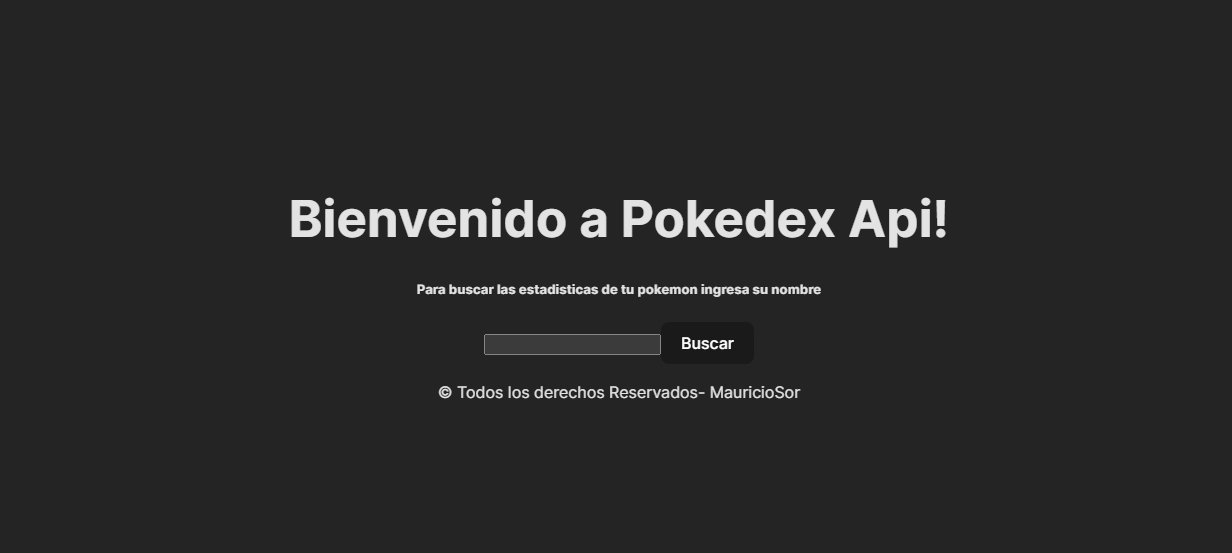 Bienvenido a Pokedex Api!
Para buscar las estadisticas de tu pokemon ingresa su nombre
Buscar
© Todos los derechos Reservados- MauricioSor